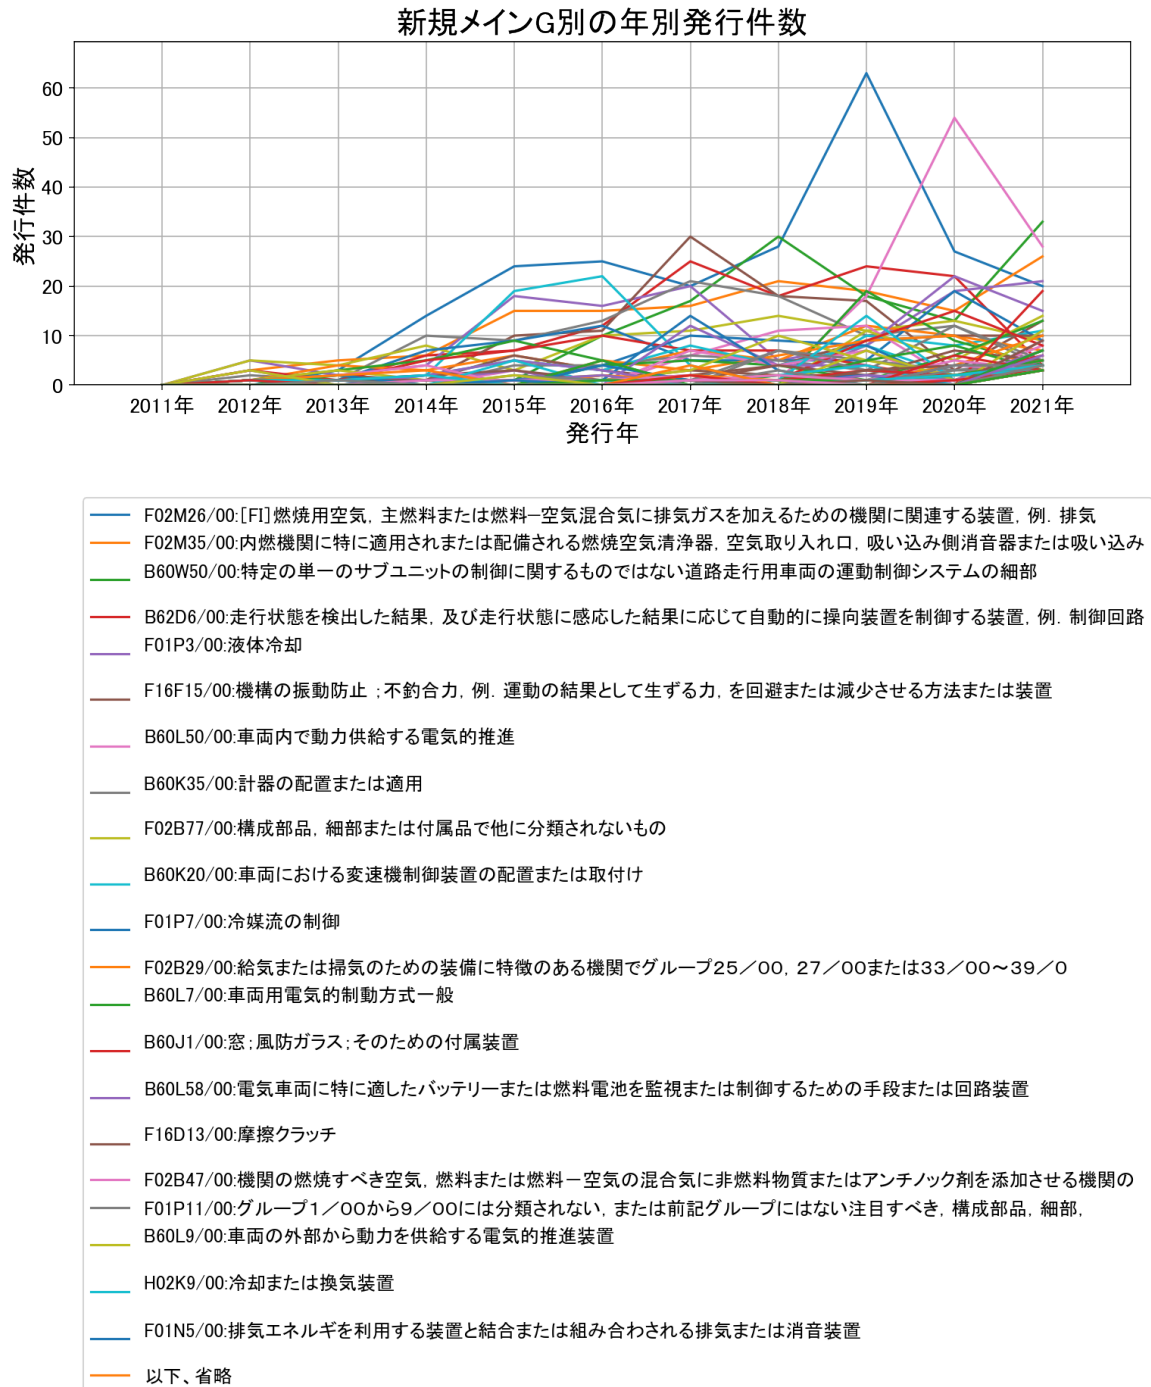 新規メインG別の年別発行件数
発行件数
60
50
40
30
20
10
0
2011年 2012年 2013年 2014年 2015年 2016年 2017年 2018年 2019年 2020年 2021年
発行年
F02M26/00:[FI]燃焼用空気，主燃料または燃料－空気混合気に排気ガスを加えるための機関に関連する装置，例．排気
F02M35/00:内燃機関に特に適用されまたは配備される燃焼空気清浄器，空気取り入れ口，吸い込み側消音器または吸い込み
B60W50/00:特定の単一のサブユニットの制御に関するものではない道路走行用車両の運動制御システムの細部
B62D6/00:走行状態を検出した結果，及び走行状態に感応した結果に応じて自動的に操向装置を制御する装置，例．制御回路
F01P3/00:液体冷却
F16F15/00:機構の振動防止；不釣合力，例．運動の結果として生ずる力，を回避または減少させる方法または装置
B60L50/00:車両内で動力供給する電気的推進
B60K35/00:計器の配置または適用
F02B77/00:構成部品，細部または付属品で他に分類されないもの
B60K20/00:車両における変速機制御装置の配置または取付け
F01P7/00:冷媒流の制御
F02B29/00:給気または掃気のための装備に特徴のある機関でグループ２５／００，２７／００または３３／００～３９／０
B60L7/00:車両用電気的制動方式一般
B60J1/00:窓；風防ガラス；そのための付属装置
B60L58/00:電気車両に特に適したバッテリーまたは燃料電池を監視または制御するための手段または回路装置
F16D13/00:摩擦クラッチ
F02B47/00:機関の燃焼すべき空気，燃料または燃料－空気の混合気に非燃料物質またはアンチノック剤を添加させる機関の
F01P11/00:グループ１／００から９／００には分類されない，または前記グループにはない注目すべき，構成部品，細部，
B60L9/00:車両の外部から動力を供給する電気的推進装置
H02K9/00:冷却または換気装置
F01N5/00:排気エネルギを利用する装置と結合または組み合わされる排気または消音装置
以下、省略